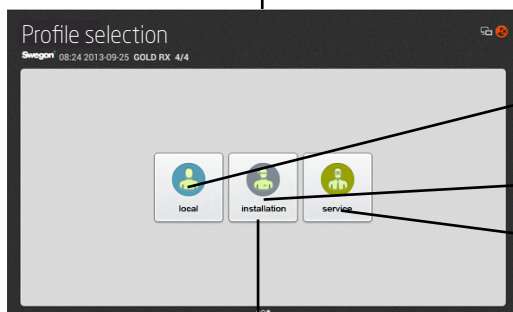 Profile selection
Swegon 08:24 2013-09-25 GOLD RX 4/4
local installation service